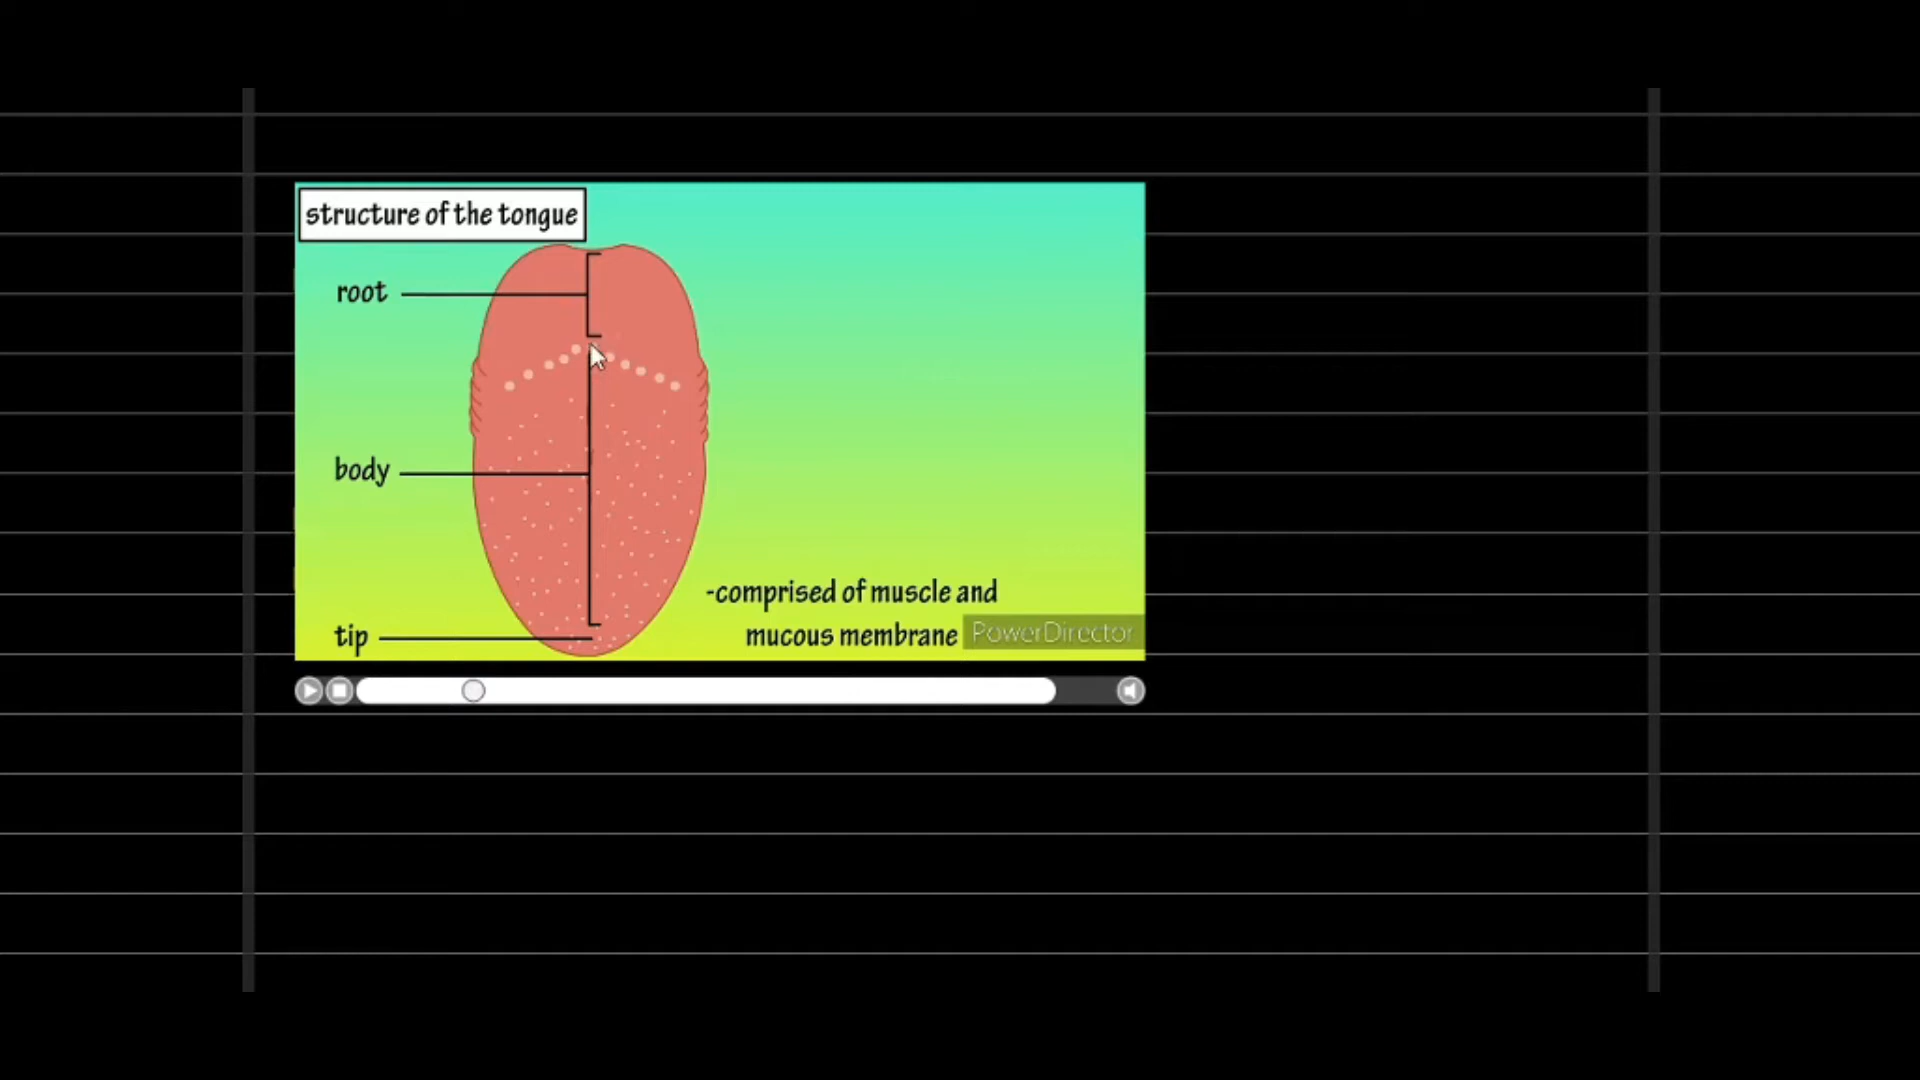 structure of the tongue
root
body
tip
-comprised of muscle and
mucous membrane
PowerDirector